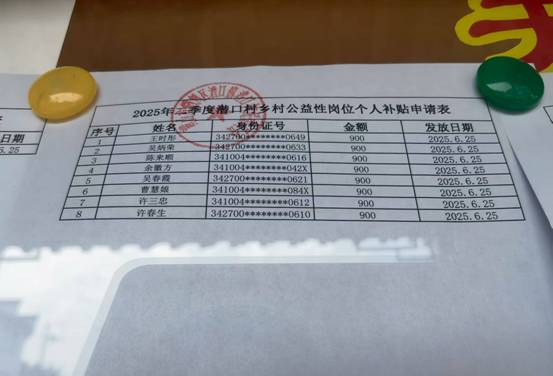 2025年二季度潜口村乡村公益性岗位个人补贴申请表
序号 姓名 身份证号 金额 发放日期
1 王时彤 342700********0649 900 2025.6.25
2 吴炳荣 342700********0633 900 2025.6.25
3 陈来顺 341004********0616 900 2025.6.25
4 余徽方 341004********042X 900 2025.6.25
5 吴春霞 342700********0621 900 2025.6.25
6 曹慧娘 341004********084X 900 2025.6.25
7 许三忠 341004********0612 900 2025.6.25
8 许春生 342700********0610 900 2025.6.25
放日期
5.6.25